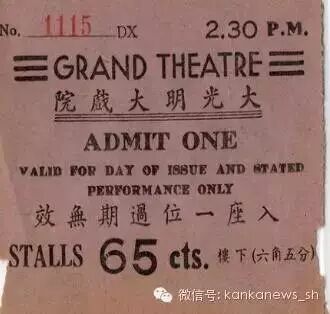 No. 1115 DX 2.30 P.M.
GRAND THEATRE
大光明大戲院
ADMIT ONE
VALID FOR DAY OF ISSUE AND STATED
PERFORMANCE ONLY
入座一位過期無效
STALLS 65 cts. 樓下(六角五分)
微信号: kankanews_sh